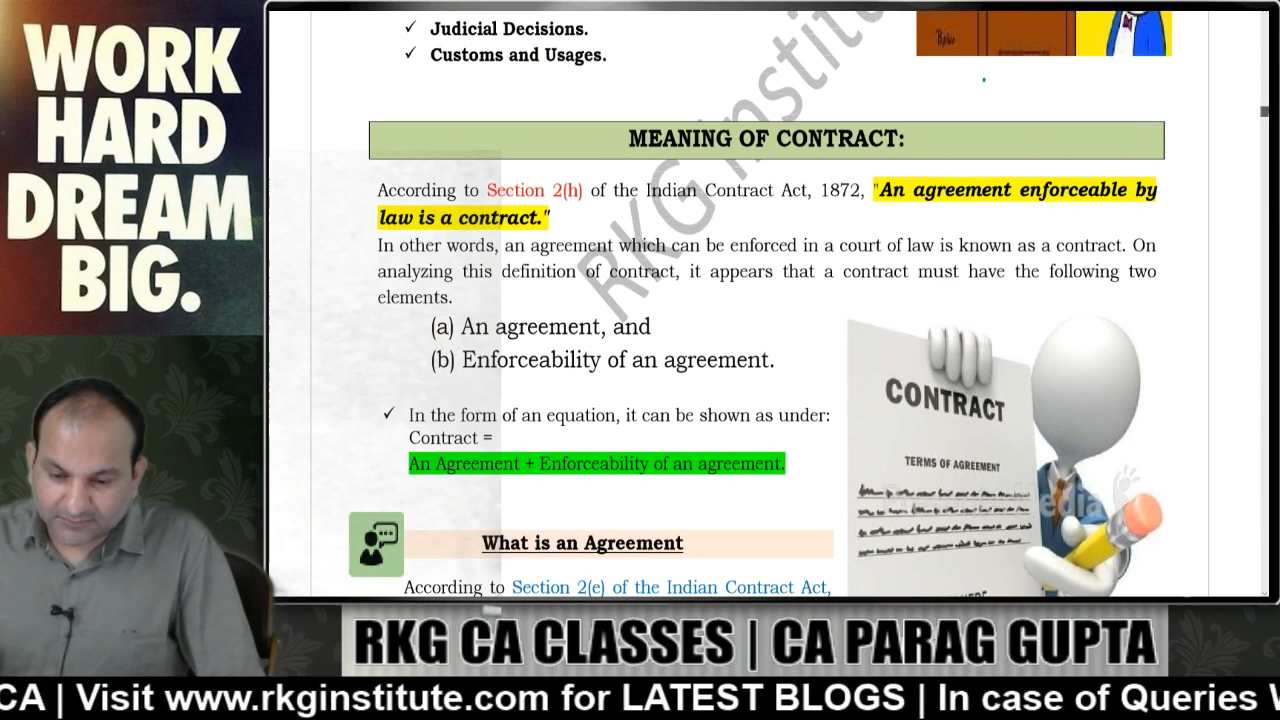 WORK
HARD
DREAM
BIG.
✓ Judicial Decisions.
✓ Customs and Usages.
RKG Institute
MEANING OF CONTRACT:
According to Section 2(h) of the Indian Contract Act, 1872, "An agreement enforceable by
law is a contract."
In other words, an agreement which can be enforced in a court of law is known as a contract. On
analyzing this definition of contract, it appears that a contract must have the following two
elements.
(a) An agreement, and
(b) Enforceability of an agreement.
✓ In the form of an equation, it can be shown as under:
Contract =
An Agreement + Enforceability of an agreement.
CONTRACT
TERMS OF AGREEMENT
What is an Agreement
According to Section 2(e) of the Indian Contract Act,
RKG CA CLASSES | CA PARAG GUPTA
CA | Visit www.rkginstitute.com for LATEST BLOGS | In case of Queries W